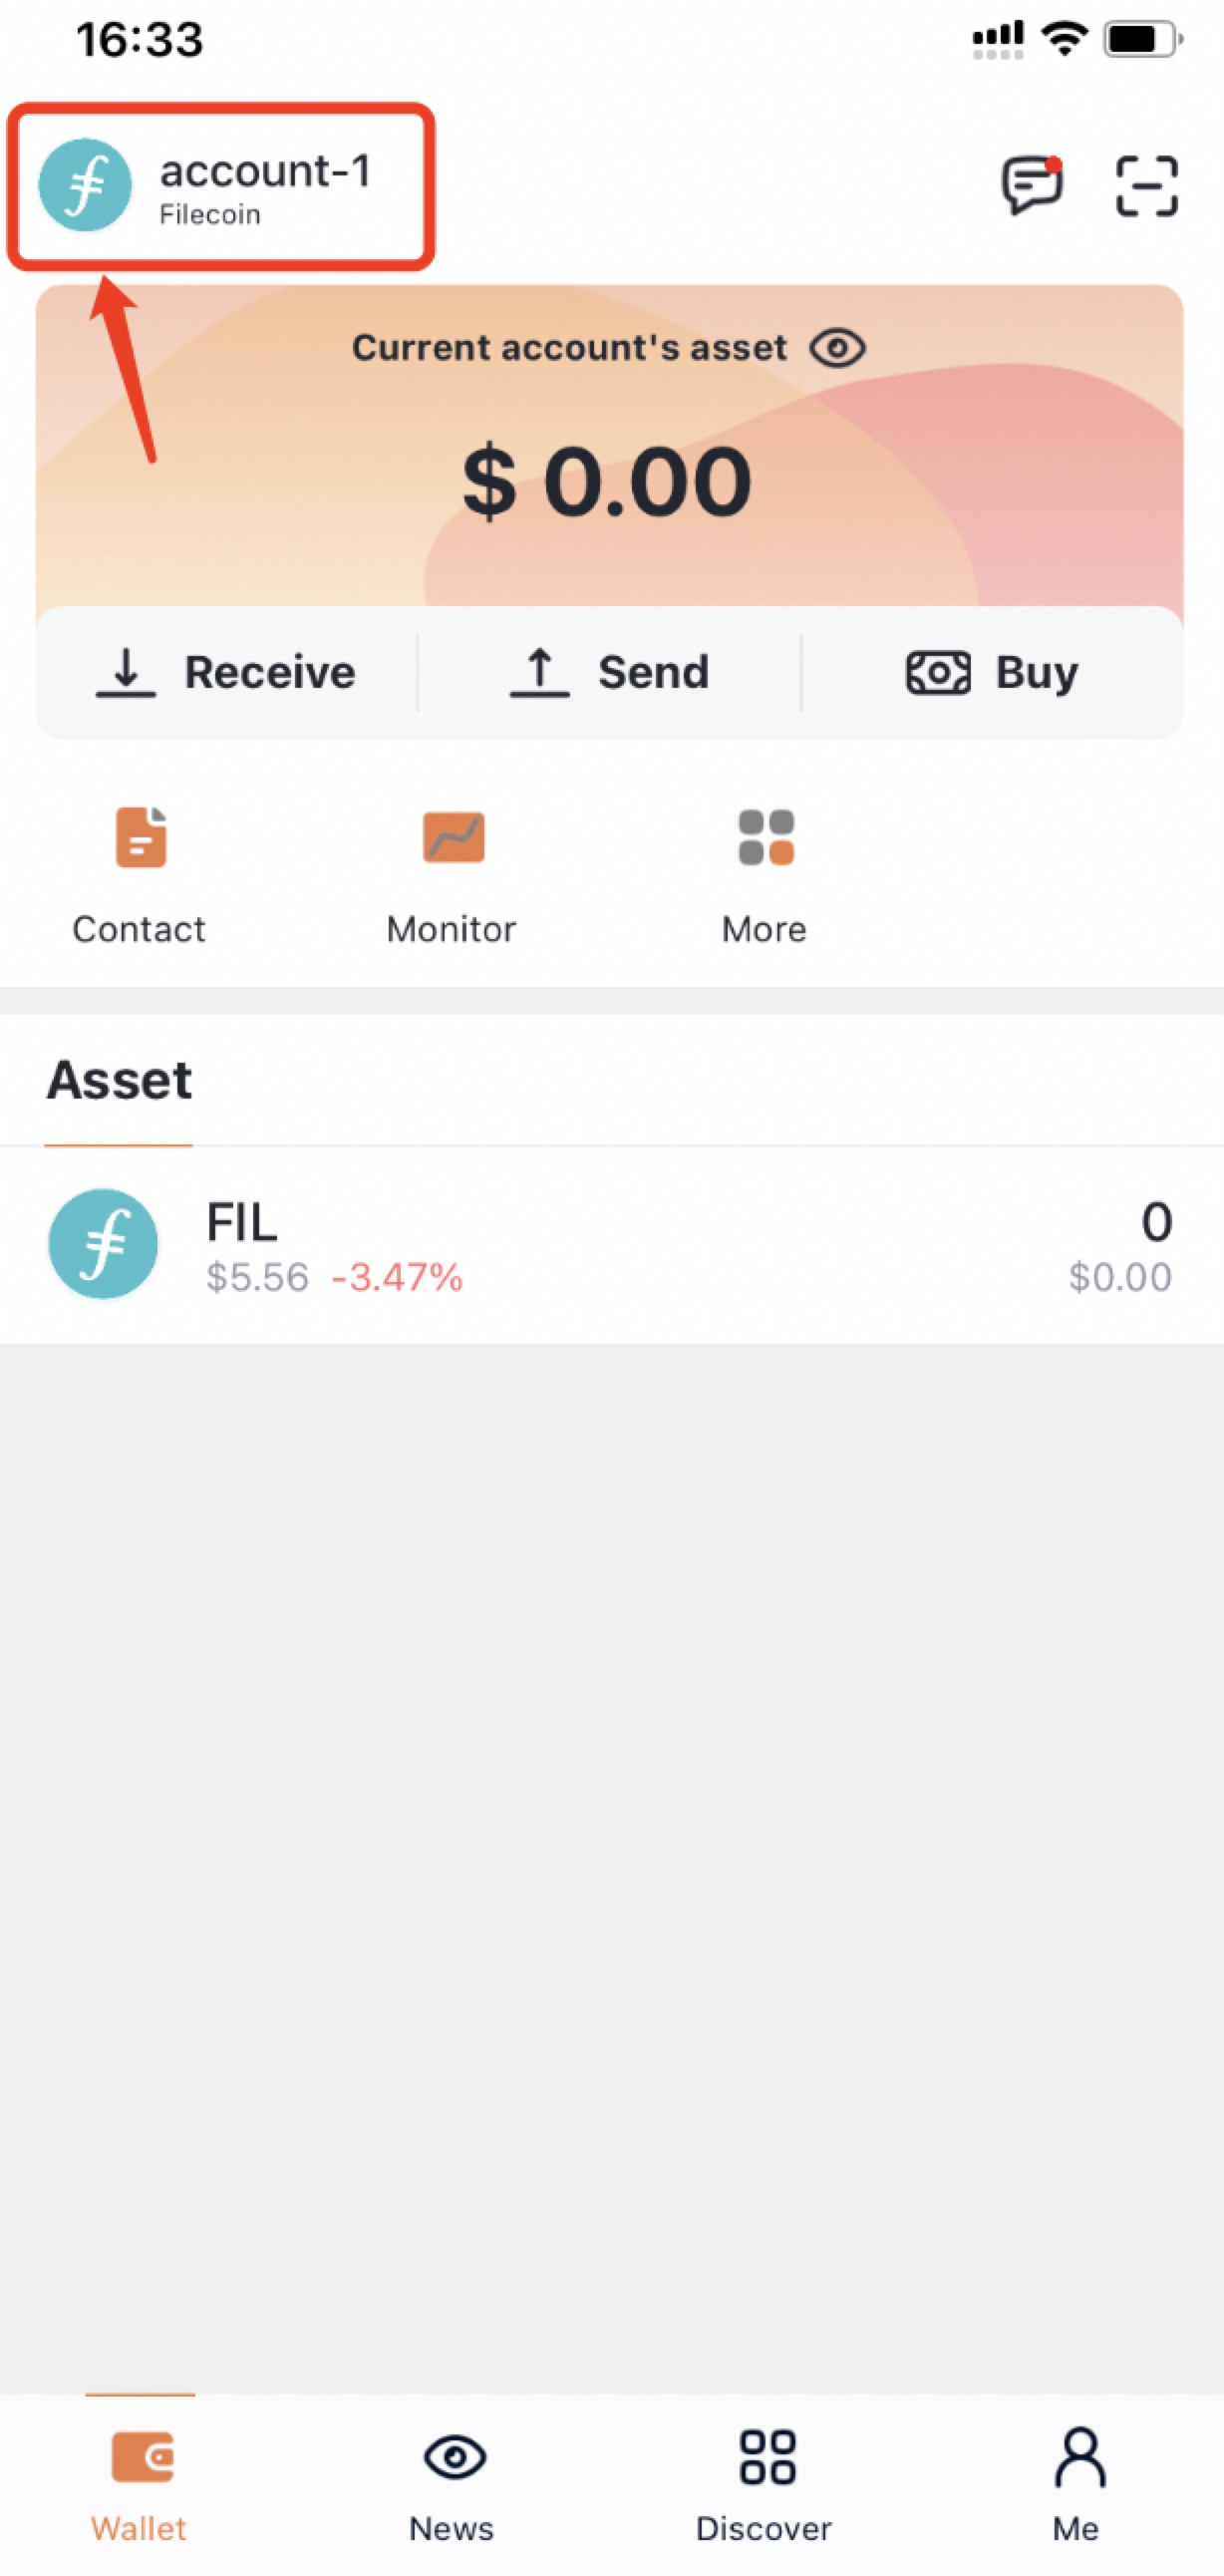 16:33
account-1
Filecoin
Current account's asset
$ 0.00
Receive
Send
Buy
Contact
Monitor
More
Asset
FIL
0
$5.56 -3.47%
$0.00
Wallet
News
Discover
Me